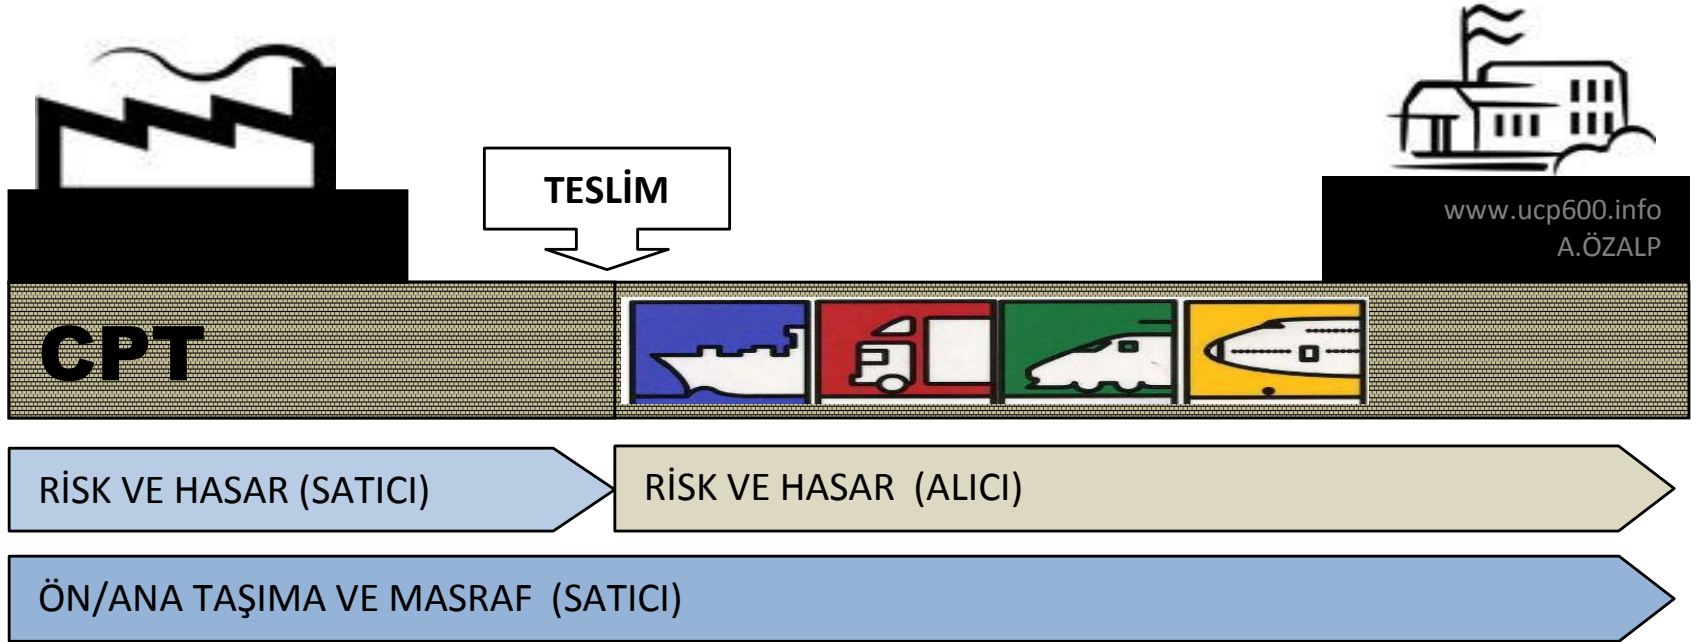 TESLİM
www.ucp600.info
A.ÖZALP
CPT
RİSK VE HASAR (SATICI)
RİSK VE HASAR (ALICI)
ÖN/ANA TAŞIMA VE MASRAF (SATICI)